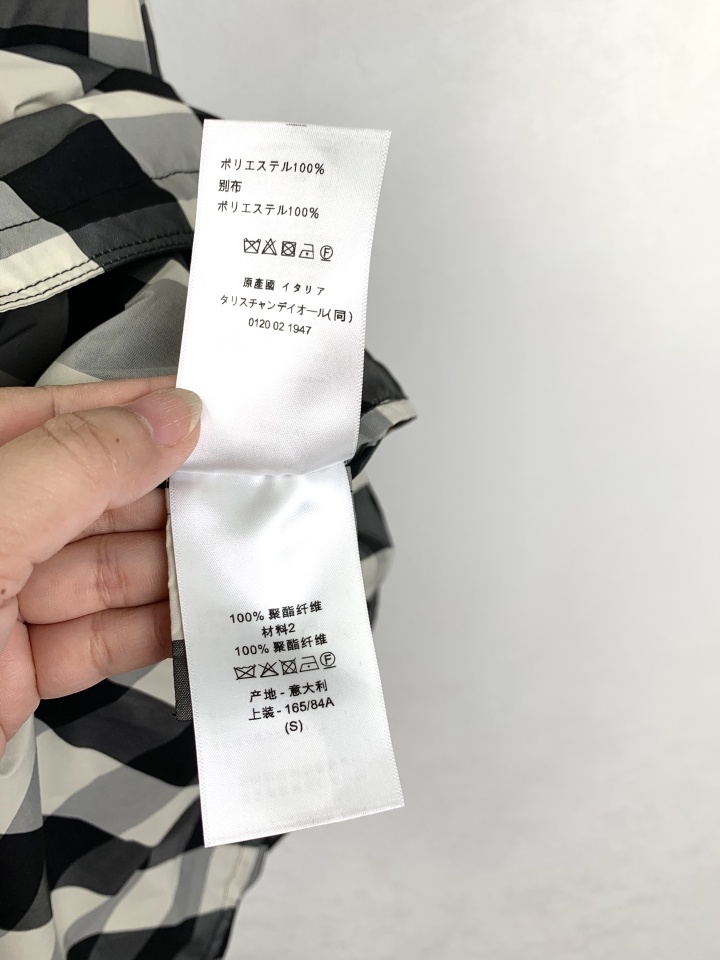 ポリエステル100%
別布
ポリエステル100%
F
原產國 イタリア
タリスチャンデイオール(同)
0120 02 1947
100% 聚酯纤维
材料2
100% 聚酯纤维
F
产地 - 意大利
上装 - 165/84A
(S)